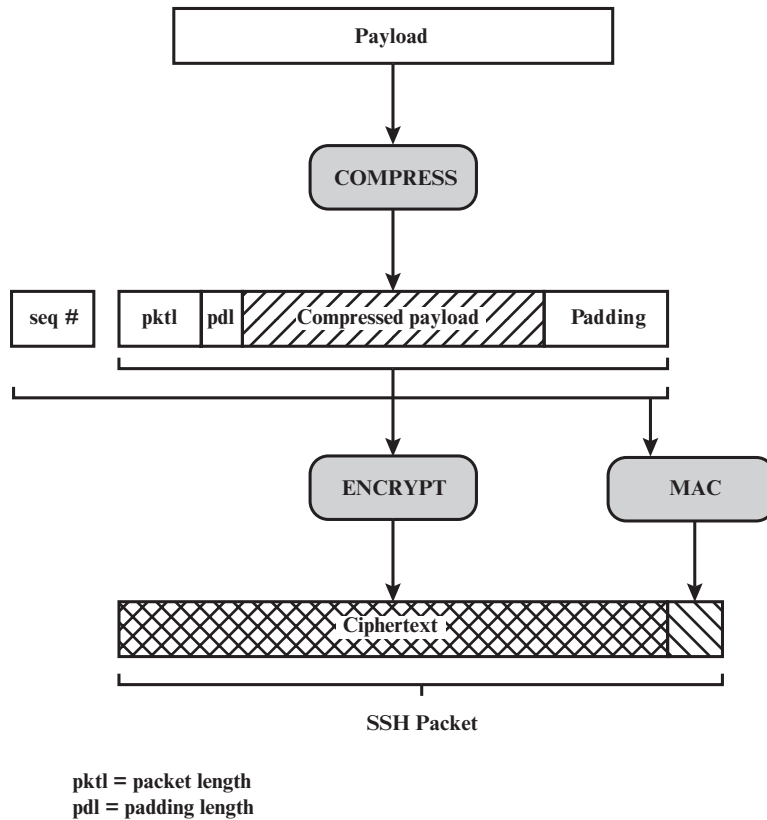 Payload
COMPRESS
seq # pktl pdl Compressed payload Padding
ENCRYPT MAC
Ciphertext
SSH Packet
pktl = packet length
pdl = padding length